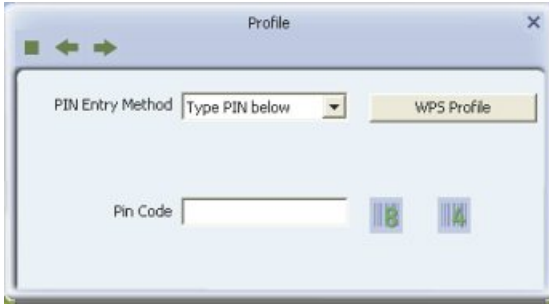 Profile
PIN Entry Method Type PIN below WPS Profile
Pin Code 8 4